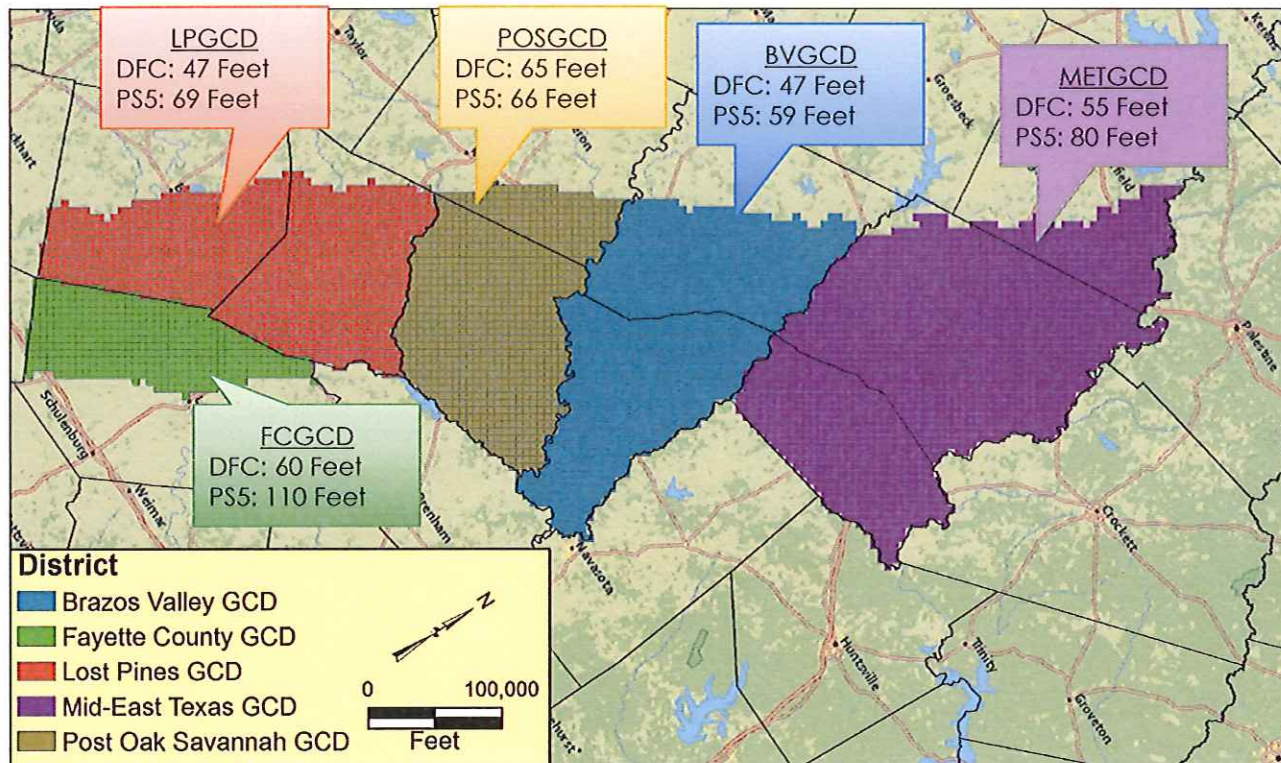 LPGCD
DFC: 47 Feet
PS5: 69 Feet
POSGCD
DFC: 65 Feet
PS5: 66 Feet
BVGCD
DFC: 47 Feet
PS5: 59 Feet
METGCD
DFC: 55 Feet
PS5: 80 Feet
FCGCD
DFC: 60 Feet
PS5: 110 Feet
Taylor
Groesbeck
Palestine
Schulenburg
Weimar
Navasota
Crockett
Huntsville
Trinity
Groveton
District
Brazos Valley GCD
Fayette County GCD
Lost Pines GCD
Mid-East Texas GCD
Post Oak Savannah GCD
N
0 100,000
Feet